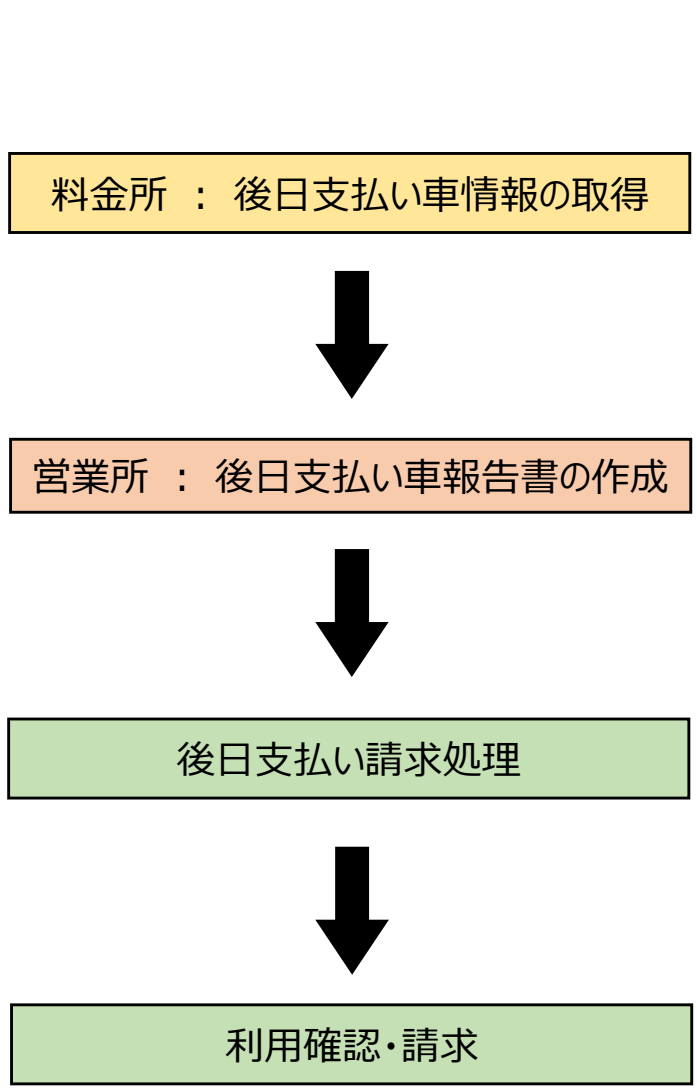 料金所 : 後日支払い車情報の取得
営業所 : 後日支払い車報告書の作成
後日支払い請求処理
利用確認・請求